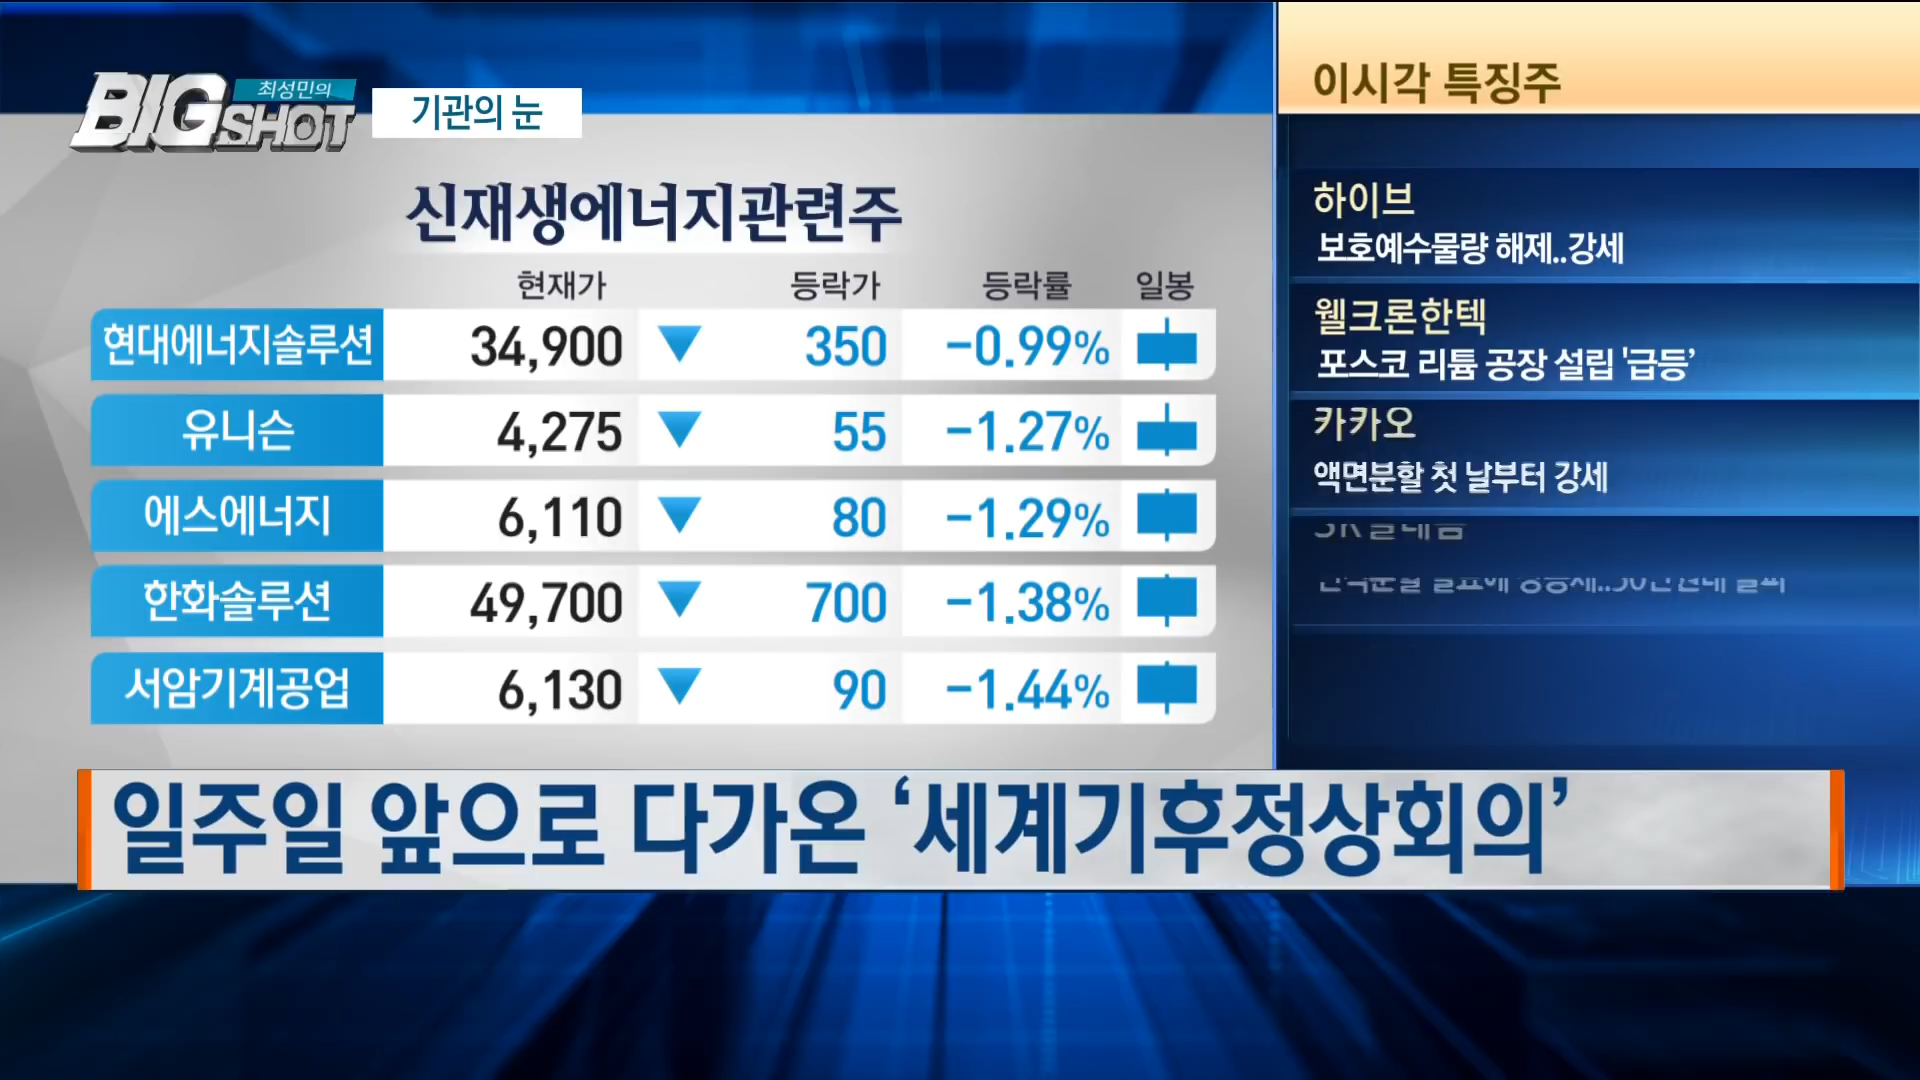 BIG SHOT
최성민의
기관의 눈
신재생에너지관련주
현재가 등락가 등락률 일봉
현대에너지솔루션 34,900 ▼ 350 -0.99%
유니슨 4,275 ▼ 55 -1.27%
에스에너지 6,110 ▼ 80 -1.29%
한화솔루션 49,700 ▼ 700 -1.38%
서암기계공업 6,130 ▼ 90 -1.44%
이시각 특징주
하이브
보호예수물량 해제..강세
웰크론한텍
포스코 리튬 공장 설립 '급등’
카카오
액면분할 첫 날부터 강세
일주일 앞으로 다가온 ‘세계기후정상회의’